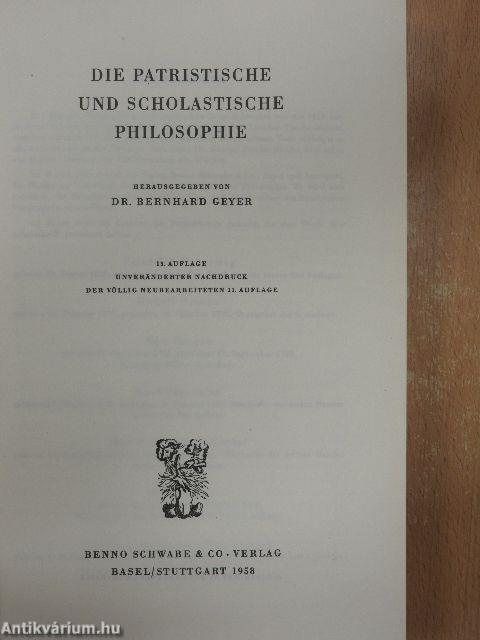 DIE PATRISTISCHE
UND SCHOLASTISCHE
PHILOSOPHIE
HERAUSGEGEBEN VON
DR. BERNHARD GEYER
13. AUFLAGE
UNVERÄNDERTER NACHDRUCK
DER VÖLLIG NEUBEARBEITETEN 11. AUFLAGE
BENNO SCHWABE & CO · VERLAG
BASEL/STUTTGART 1958
Antikvárium.hu